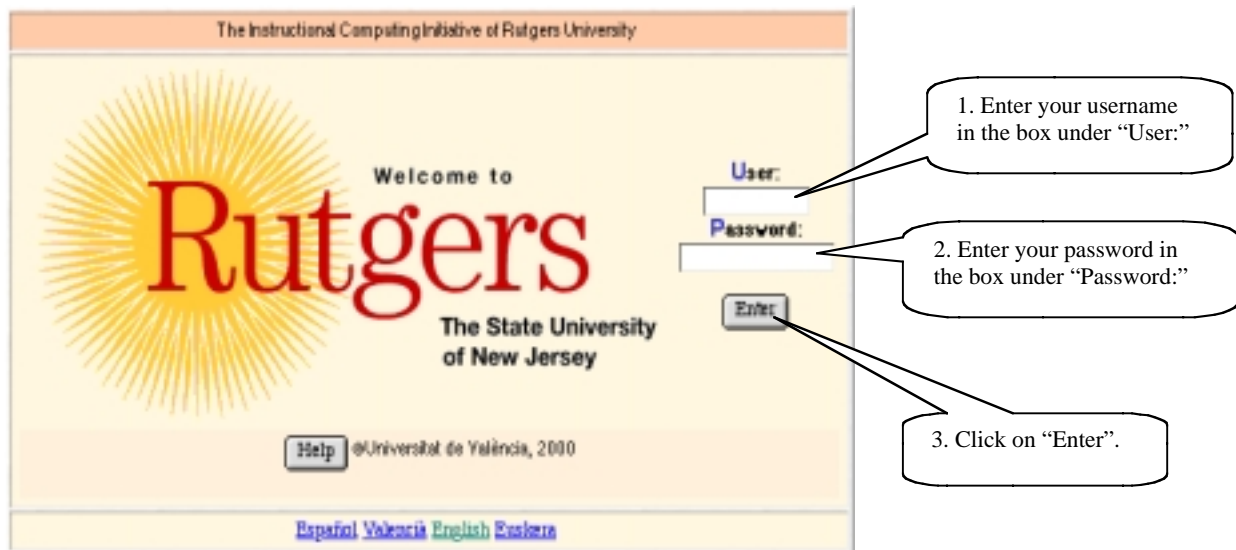 The Instructional Computing Initiative of Rutgers University
Welcome to
Rutgers
The State University
of New Jersey
User:
Password:
Enter
1. Enter your username
in the box under “User:”
2. Enter your password in
the box under “Password:”
3. Click on “Enter”.
Help @Universitat de València, 2000
Español Valencià English Euskera